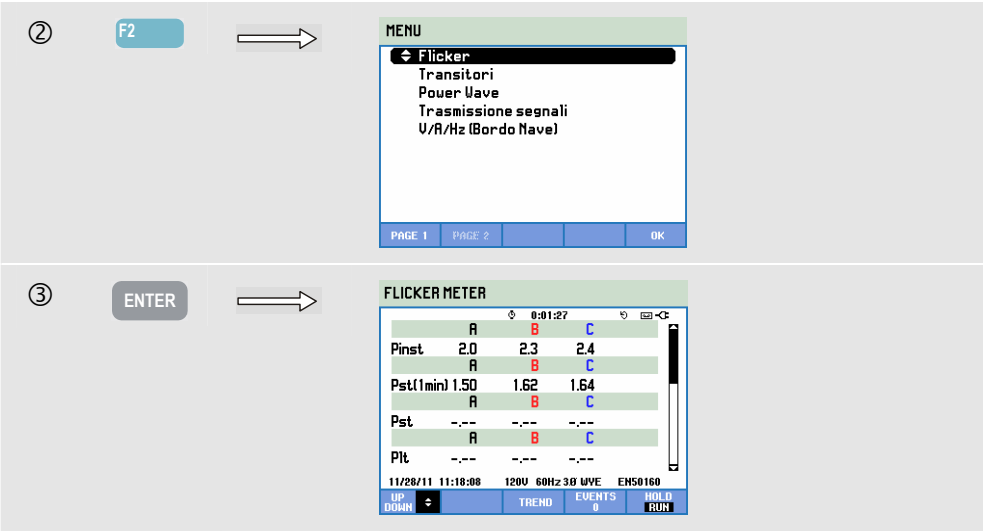 ②
F2
MENU
Flicker
Transitori
Power Wave
Trasmissione segnali
V/A/Hz (Bordo Nave)
PAGE 1 PAGE 2 OK
③
ENTER
FLICKER METER
0:01:27
A B C
Pinst 2.0 2.3 2.4
A B C
Pst(1min) 1.50 1.62 1.64
A B C
Pst -.-- -.-- -.--
A B C
Plt -.-- -.-- -.--
11/28/11 11:18:08 120V 60Hz 3Ø WYE EN50160
UP DOWN TREND EVENTS 0 HOLD RUN